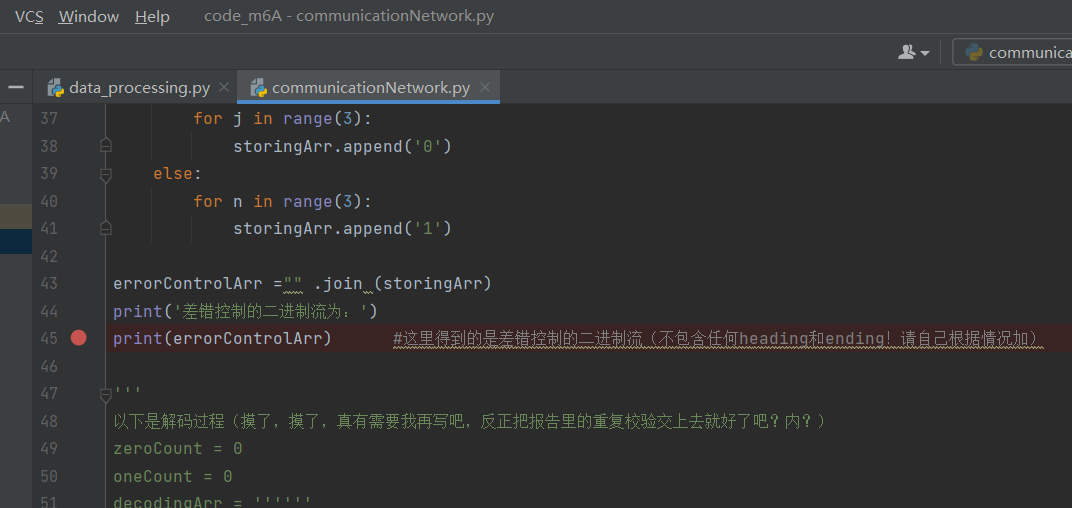 VCS Window Help code_m6A - communicationNetwork.py
communica
data_processing.py communicationNetwork.py
A
37 for j in range(3):
38 storingArr.append('0')
39 else:
40 for n in range(3):
41 storingArr.append('1')
42
43 errorControlArr ="" .join (storingArr)
44 print('差错控制的二进制流为：')
45 print(errorControlArr) #这里得到的是差错控制的二进制流（不包含任何heading和ending！请自己根据情况加）
46
47 '''
48 以下是解码过程（摸了，摸了，真有需要我再写吧，反正把报告里的重复校验交上去就好了吧？内？）
49 zeroCount = 0
50 oneCount = 0
51 decodingArr = ''''''